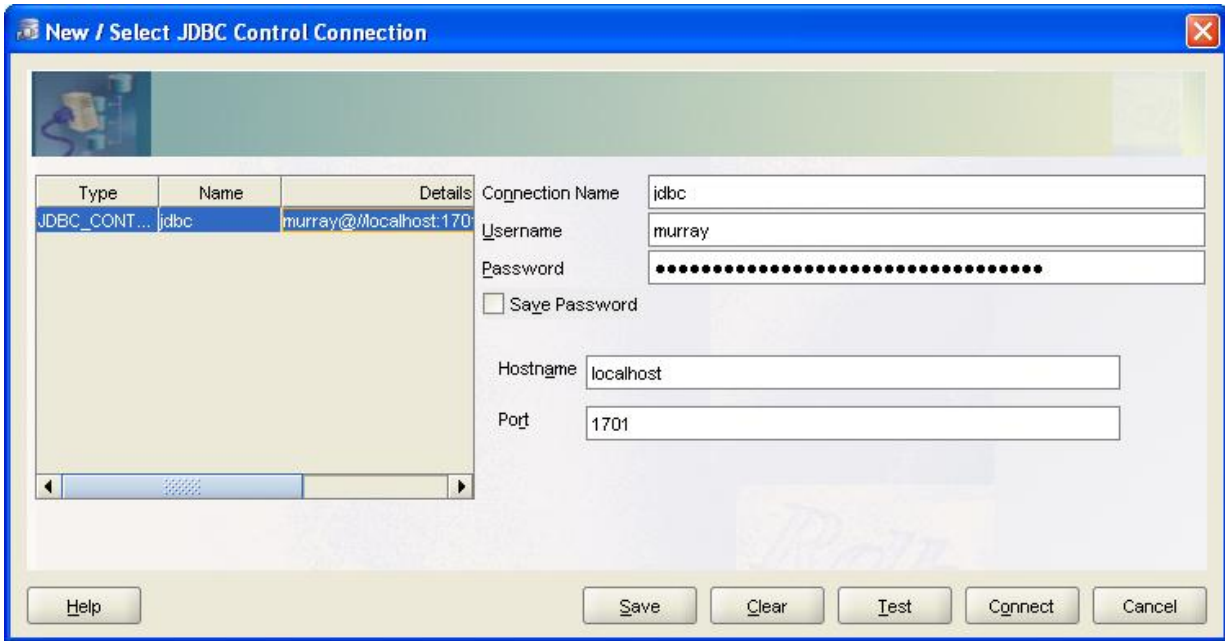 New / Select JDBC Control Connection
Type Name Details
JDBC_CONT... jdbc murray@//localhost:170
Connection Name jdbc
Username murray
Password ••••••••••••••••••••••••••••••••••
Save Password
Hostname localhost
Port 1701
Help Save Clear Test Connect Cancel